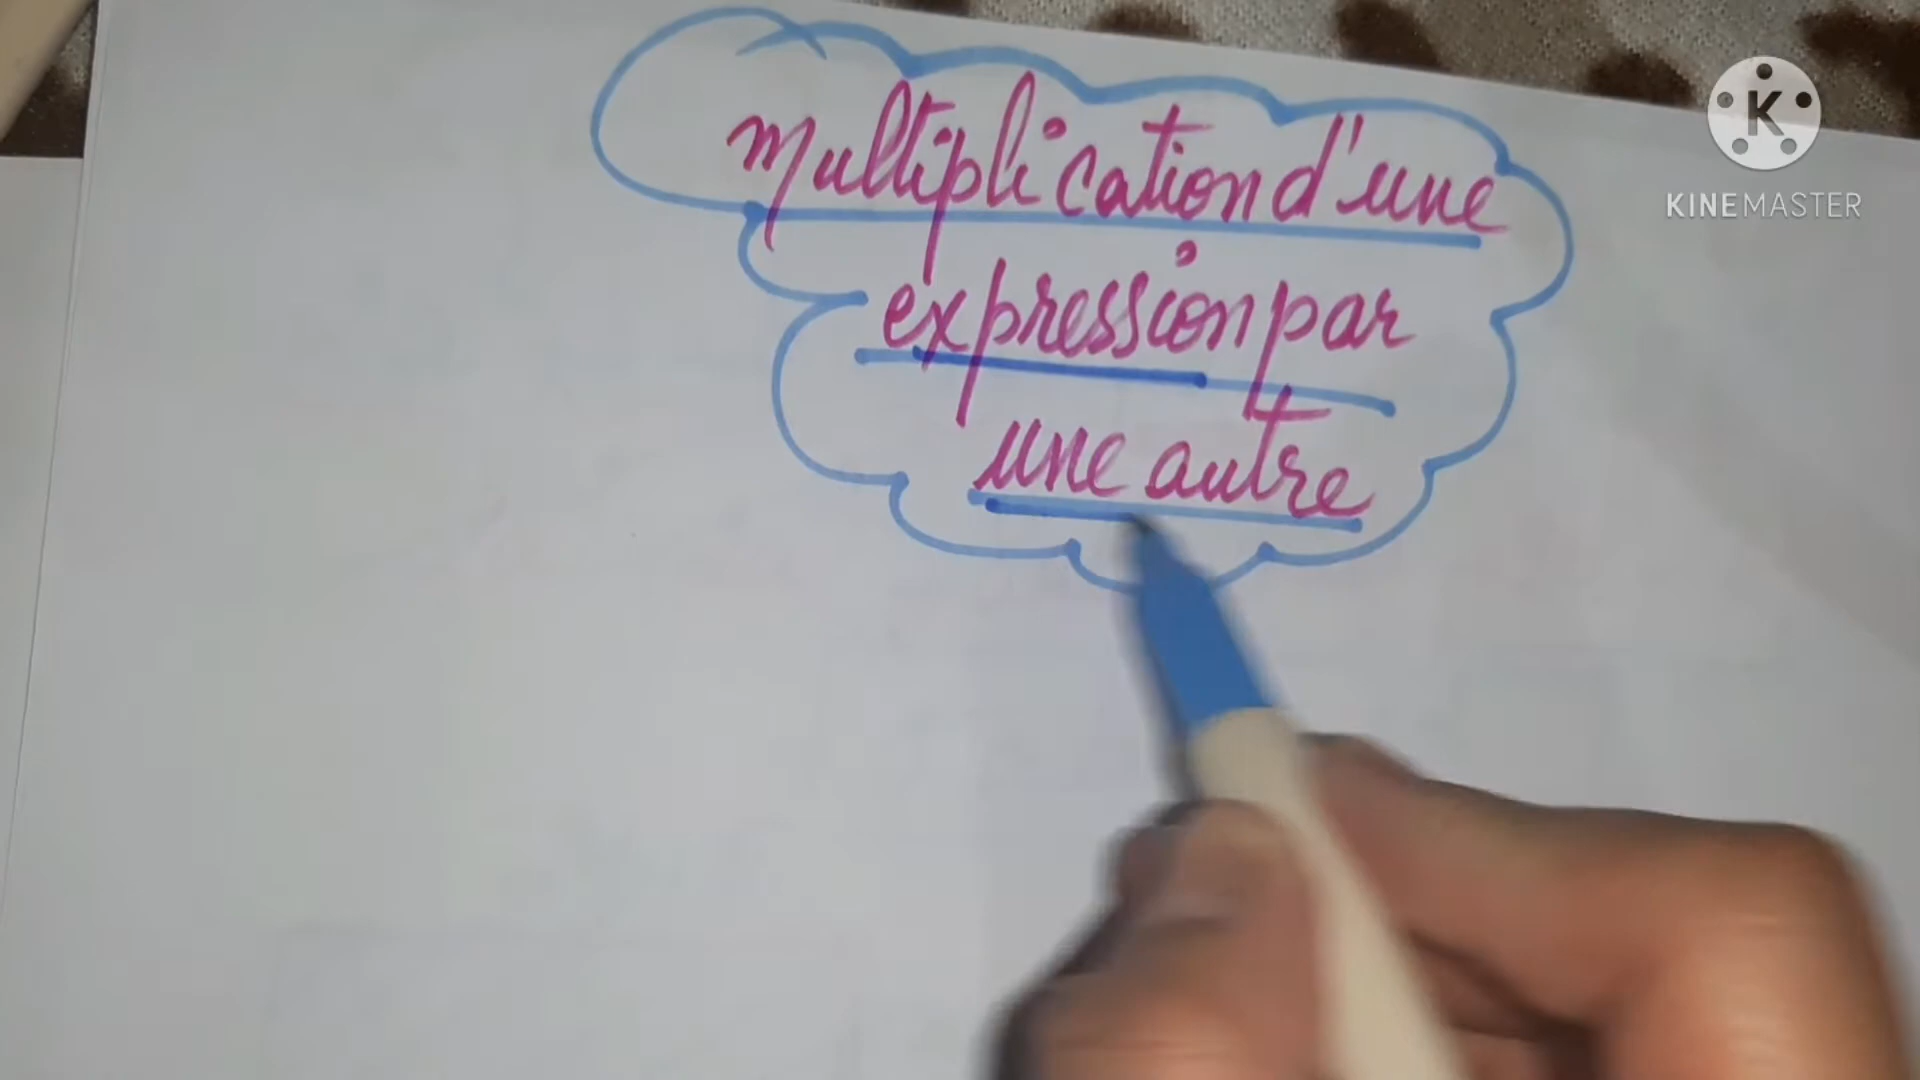 Multiplication d'une
expression par
une autre
K
KINEMASTER